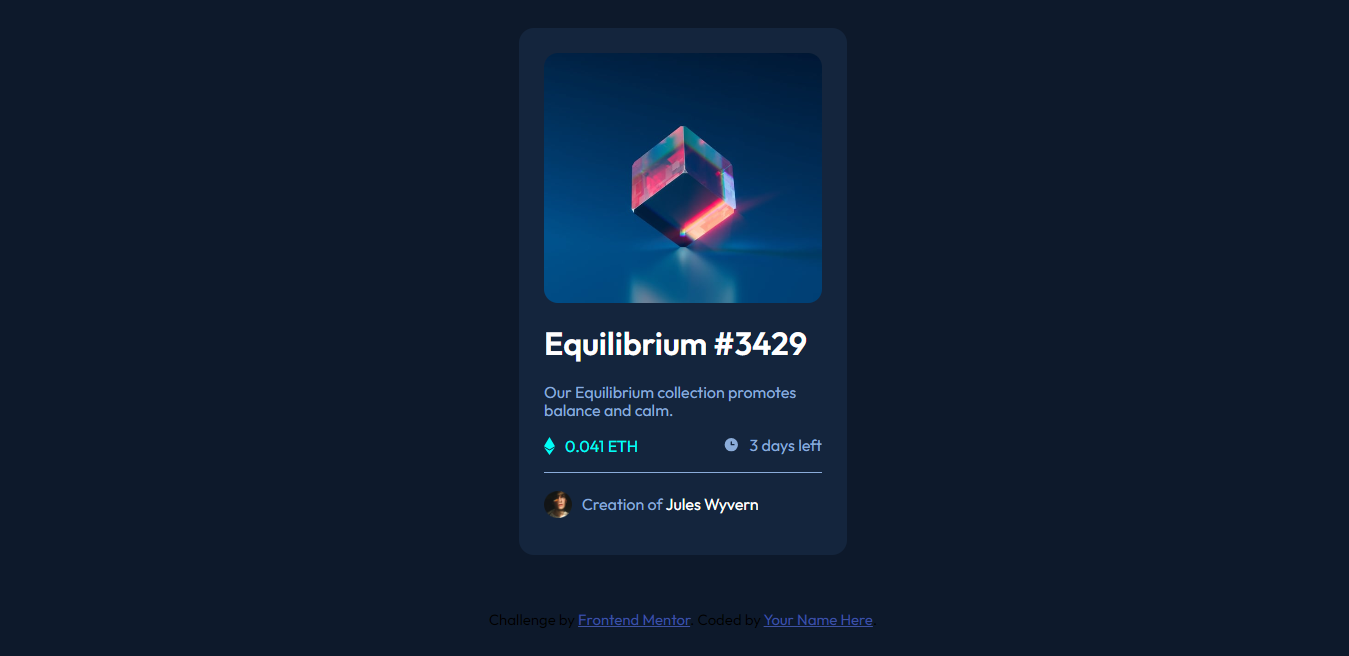 Equilibrium #3429
Our Equilibrium collection promotes
balance and calm.
0.041 ETH 3 days left
Creation of Jules Wyvern
Challenge by Frontend Mentor. Coded by Your Name Here.